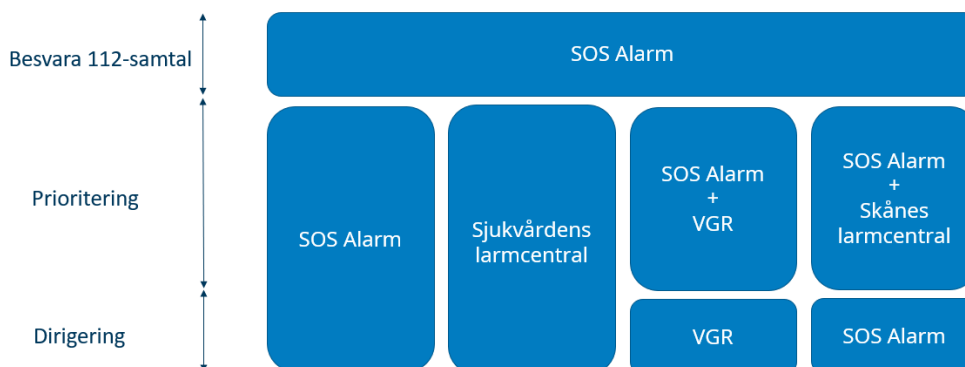 Besvara 112-samtal
SOS Alarm
Prioritering
SOS Alarm
Sjukvårdens
larmcentral
SOS Alarm
+
VGR
SOS Alarm
+
Skånes
larmcentral
Dirigering
VGR
SOS Alarm